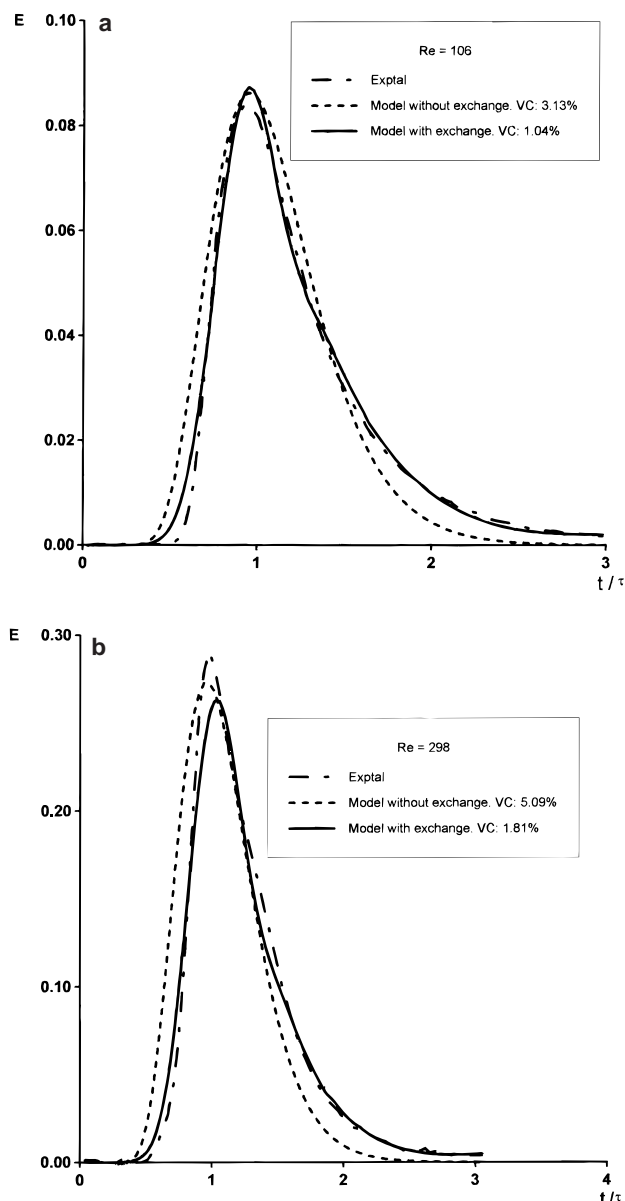 E
0.10
a
Re = 106
Exptal
Model without exchange. VC: 3.13%
Model with exchange. VC: 1.04%
0.08
0.06
0.04
0.02
0.00
0
1
2
3
t / τ
E
0.30
b
Re = 298
Exptal
Model without exchange. VC: 5.09%
Model with exchange. VC: 1.81%
0.20
0.10
0.00
0
1
2
3
4
t / τ